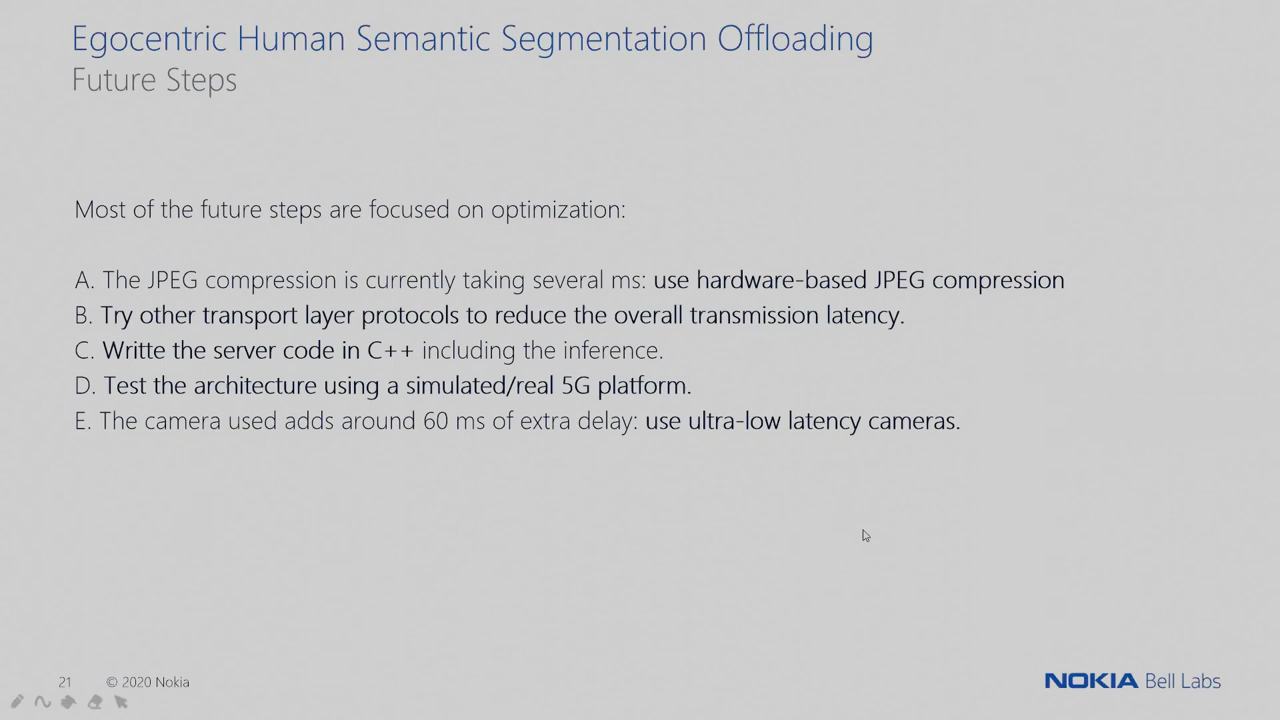 Egocentric Human Semantic Segmentation Offloading
Future Steps
Most of the future steps are focused on optimization:
A. The JPEG compression is currently taking several ms: use hardware-based JPEG compression
B. Try other transport layer protocols to reduce the overall transmission latency.
C. Writte the server code in C++ including the inference.
D. Test the architecture using a simulated/real 5G platform.
E. The camera used adds around 60 ms of extra delay: use ultra-low latency cameras.
21 © 2020 Nokia
NOKIA Bell Labs